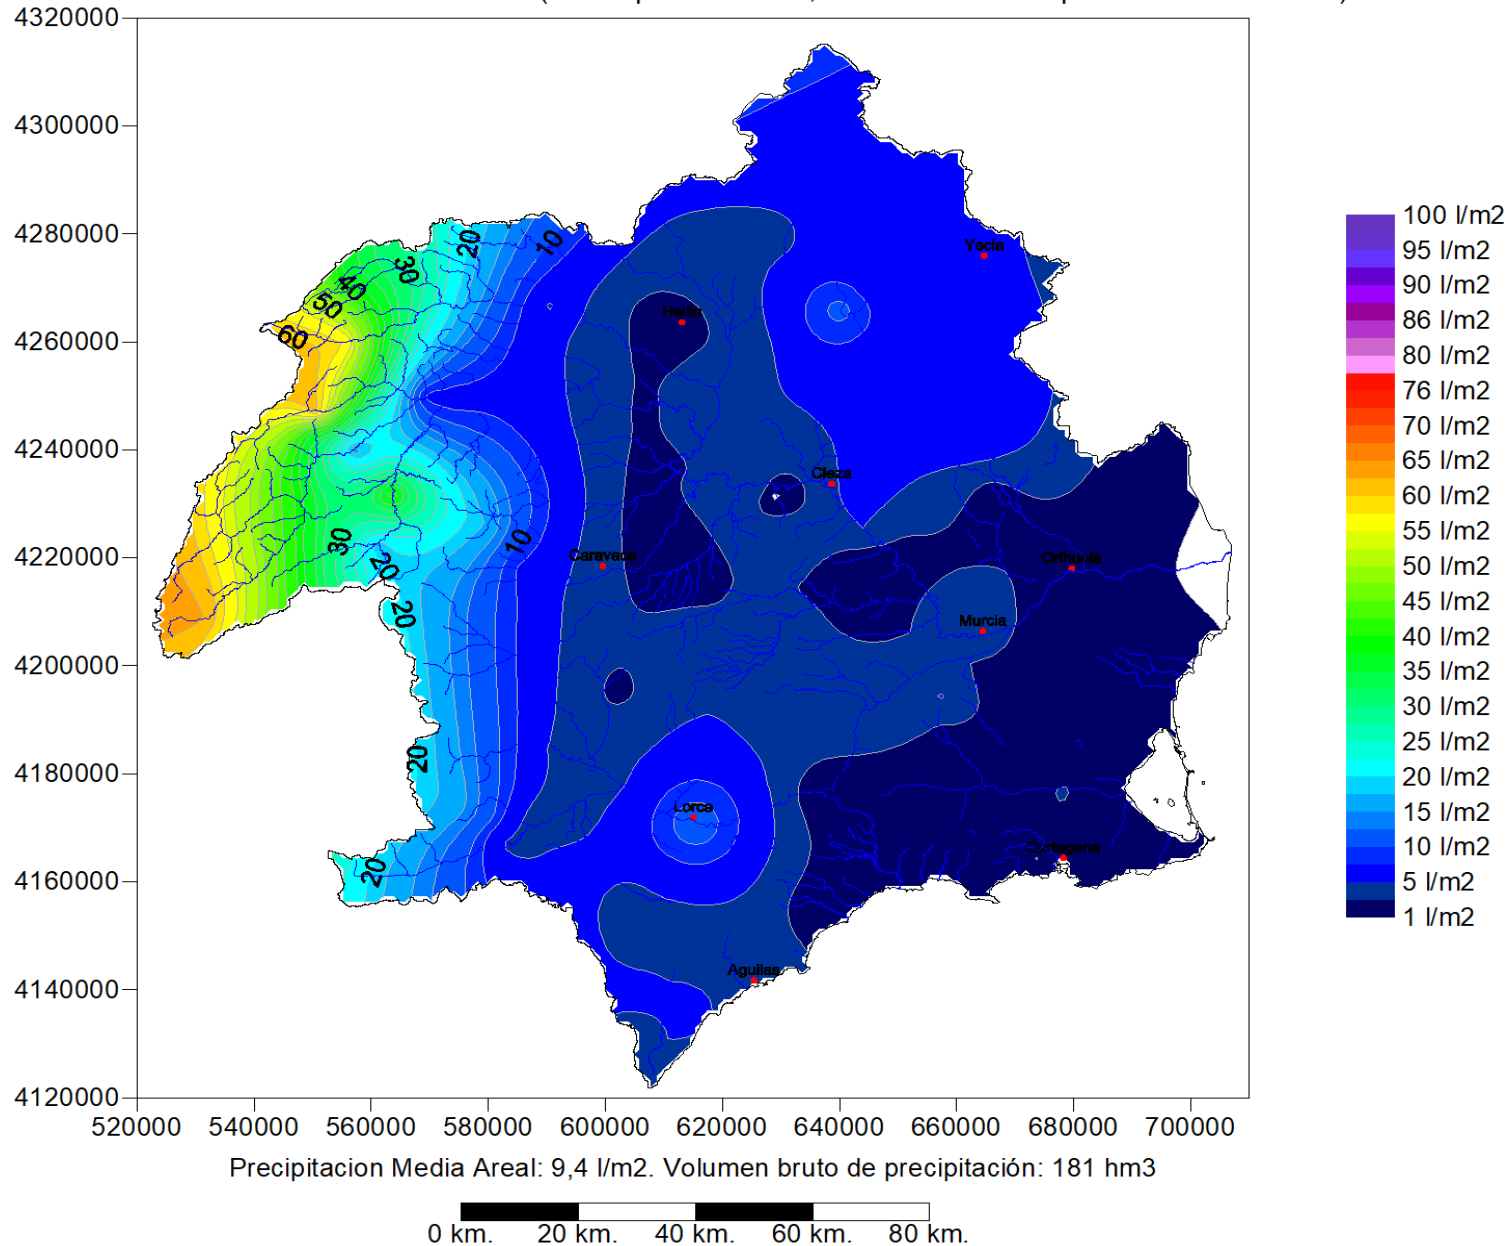 4320000
4300000
4280000
4260000
4240000
4220000
4200000
4180000
4160000
4140000
4120000
520000 540000 560000 580000 600000 620000 640000 660000 680000 700000
20
10
30
40
50
60
10
30
20
20
20
20
Yecla
Hellin
Cieza
Caravaca
Orihuela
Murcia
Lorca
Cartagena
Aguilas
100 l/m2
95 l/m2
90 l/m2
86 l/m2
80 l/m2
76 l/m2
70 l/m2
65 l/m2
60 l/m2
55 l/m2
50 l/m2
45 l/m2
40 l/m2
35 l/m2
30 l/m2
25 l/m2
20 l/m2
15 l/m2
10 l/m2
5 l/m2
1 l/m2
Precipitacion Media Areal: 9,4 l/m2. Volumen bruto de precipitación: 181 hm3
0 km. 20 km. 40 km. 60 km. 80 km.